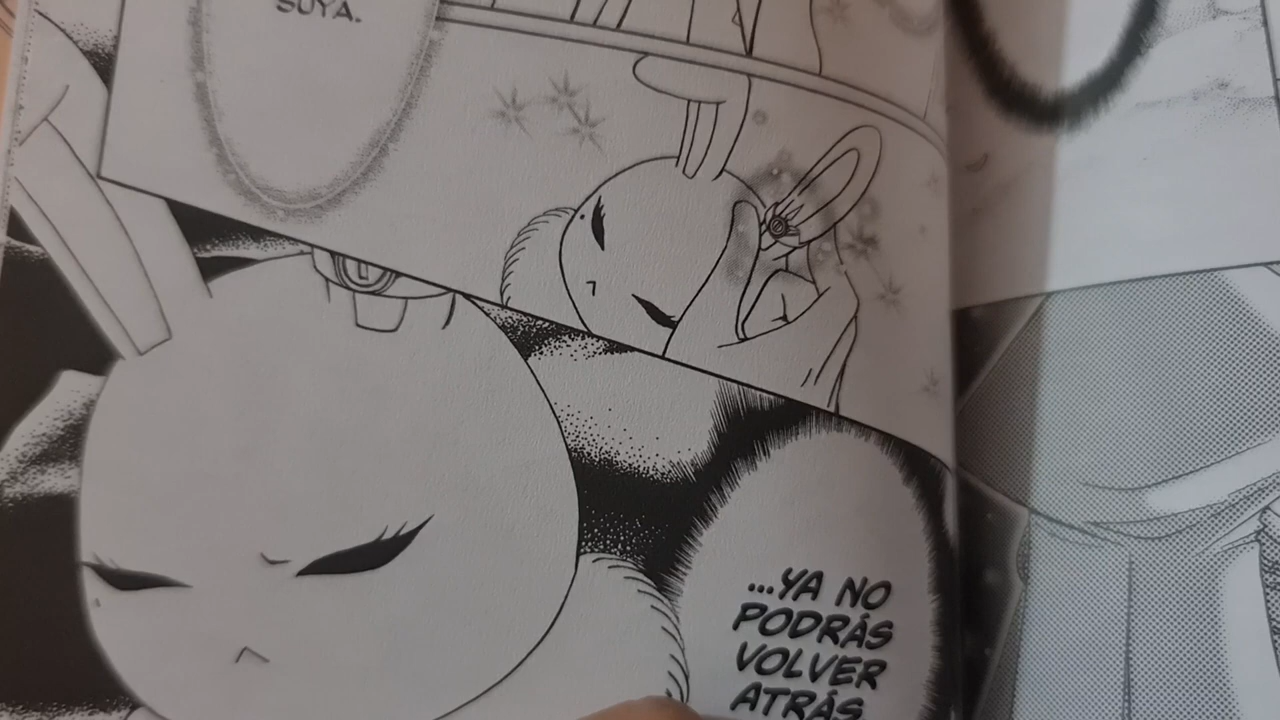 SUYA.
...YA NO
PODRÁS
VOLVER
ATRÁS